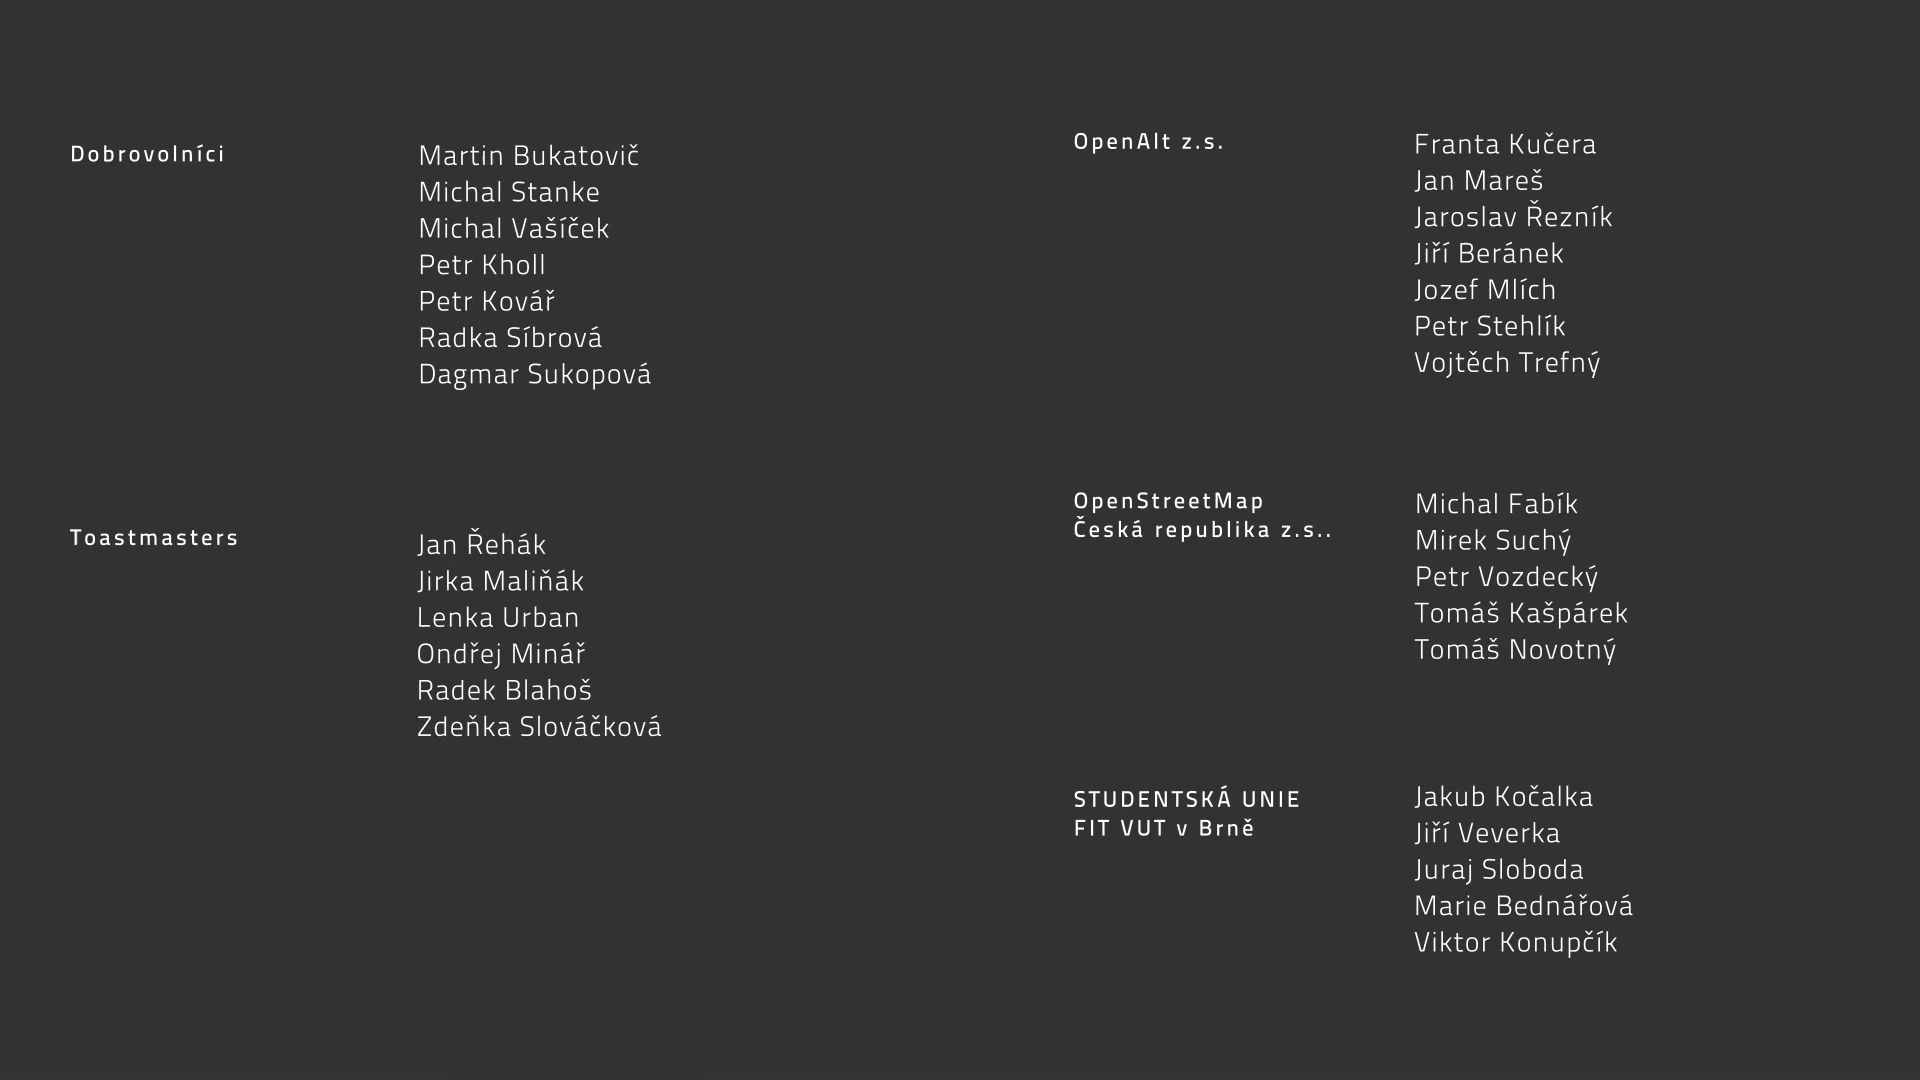 Dobrovolníci
Martin Bukatovič
Michal Stanke
Michal Vašíček
Petr Kholl
Petr Kovář
Radka Síbrová
Dagmar Sukopová
Toastmasters
Jan Řehák
Jirka Maliňák
Lenka Urban
Ondřej Minář
Radek Blahoš
Zdeňka Slováčková
OpenAlt z.s.
Franta Kučera
Jan Mareš
Jaroslav Řezník
Jiří Beránek
Jozef Mlích
Petr Stehlík
Vojtěch Trefný
OpenStreetMap
Česká republika z.s..
Michal Fabík
Mirek Suchý
Petr Vozdecký
Tomáš Kašpárek
Tomáš Novotný
STUDENTSKÁ UNIE
FIT VUT v Brně
Jakub Kočalka
Jiří Veverka
Juraj Sloboda
Marie Bednářová
Viktor Konupčík